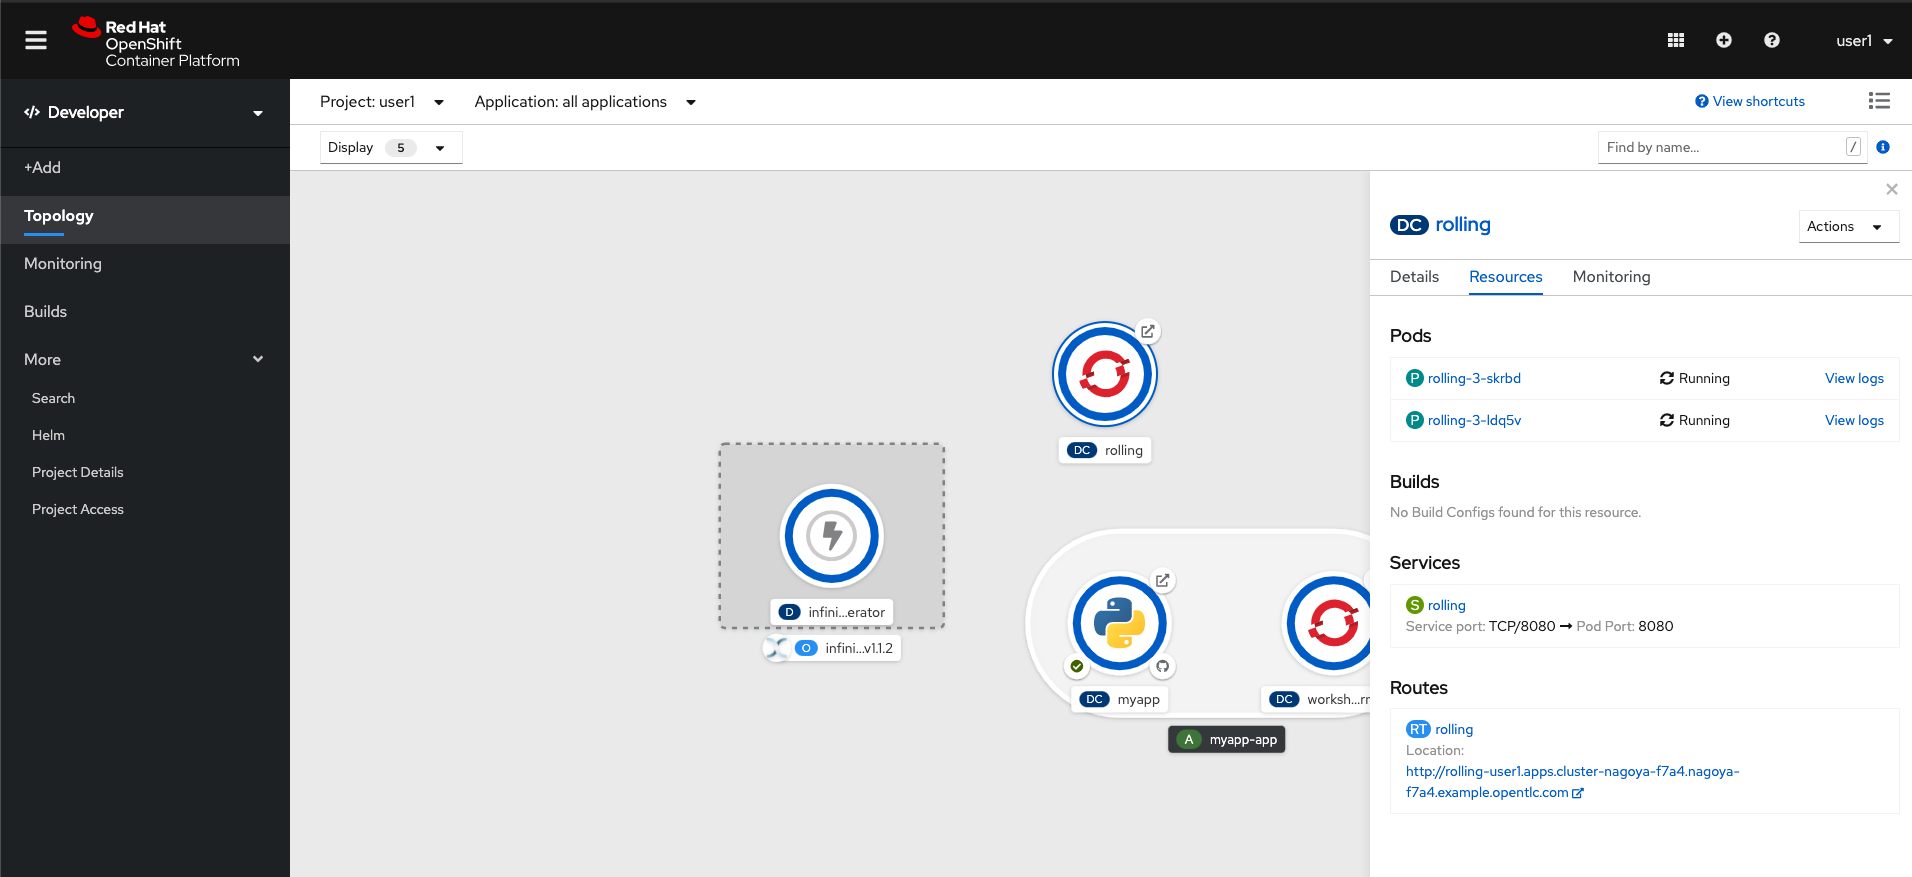 Red Hat
OpenShift
Container Platform
user1
Developer
+Add
Topology
Monitoring
Builds
More
Search
Helm
Project Details
Project Access
Project: user1
Application: all applications
View shortcuts
Display 5
Find by name...
/
DC rolling
Actions
Details Resources Monitoring
Pods
P rolling-3-skrbd Running View logs
P rolling-3-ldq5v Running View logs
Builds
No Build Configs found for this resource.
Services
S rolling
Service port: TCP/8080 → Pod Port: 8080
Routes
RT rolling
Location:
http://rolling-user1.apps.cluster-nagoya-f7a4.nagoya-
f7a4.example.opentlc.com
DC rolling
D infini...erator
O infini...v1.1.2
DC myapp
DC worksh...
A myapp-app